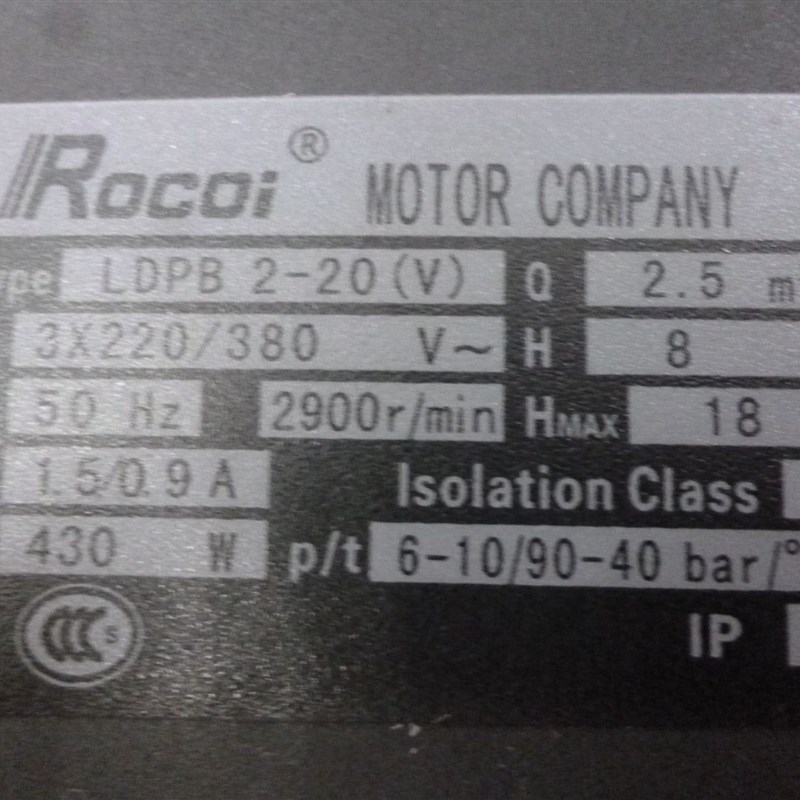 Rocoi® MOTOR COMPANY
ype LDPB 2-20(V) Q 2.5 m
3X220/380 V~ H 8
50 Hz 2900r/min HMAX 18
1.5/0.9 A Isolation Class
430 W p/t 6-10/90-40 bar/°
CCC S IP